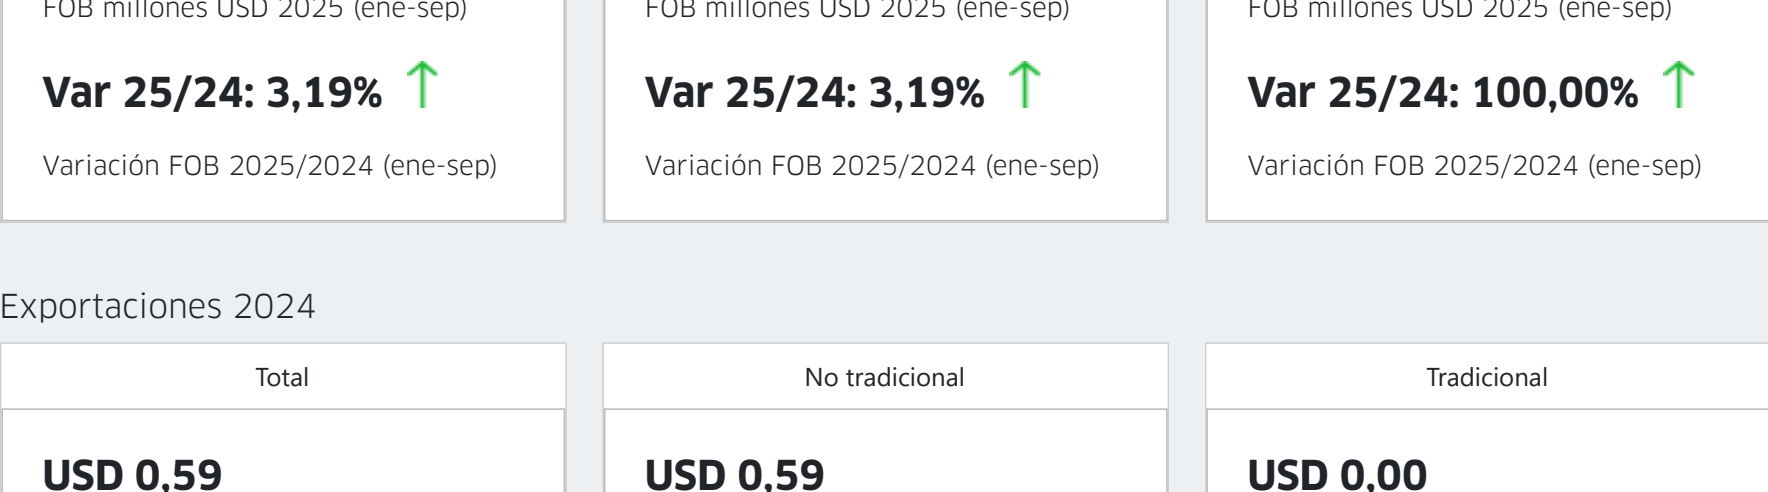 FOB millones USD 2025 (ene-sep) FOB millones USD 2025 (ene-sep) FOB millones USD 2025 (ene-sep)
Var 25/24: 3,19% Var 25/24: 3,19% Var 25/24: 100,00%
Variación FOB 2025/2024 (ene-sep) Variación FOB 2025/2024 (ene-sep) Variación FOB 2025/2024 (ene-sep)
Exportaciones 2024
Total No tradicional Tradicional
USD 0,59 USD 0,59 USD 0,00